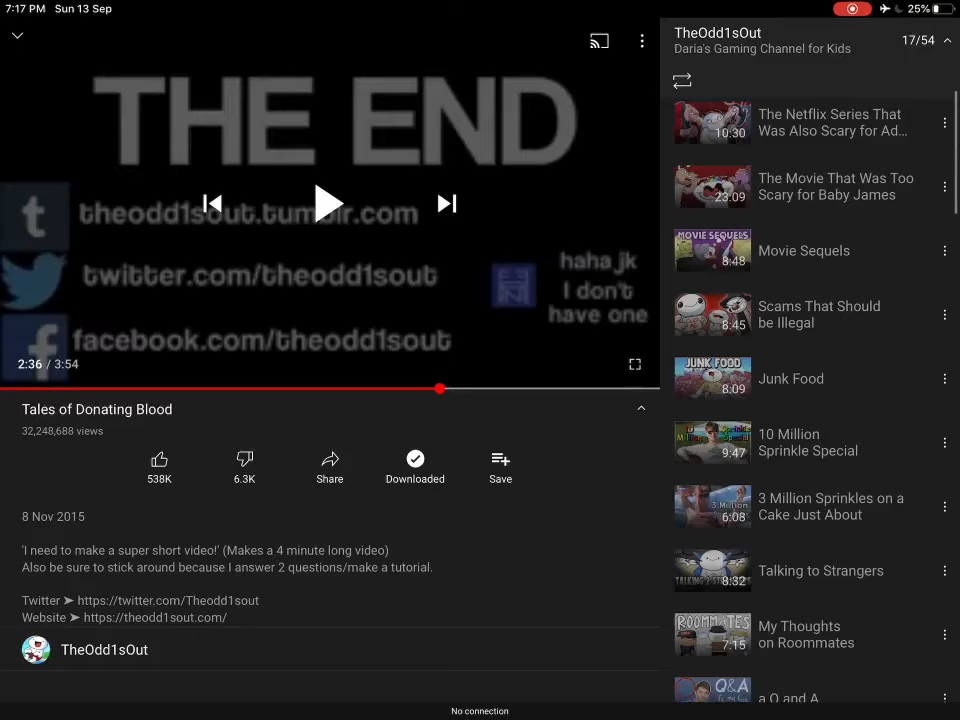 7:17 PM Sun 13 Sep
25%
THE END
t theodd1sout.tumblr.com
twitter.com/theodd1sout
f facebook.com/theodd1sout
haha jk
I don't
have one
2:36 / 3:54
Tales of Donating Blood
32,248,688 views
538K
6.3K
Share
Downloaded
Save
8 Nov 2015
'I need to make a super short video!' (Makes a 4 minute long video)
Also be sure to stick around because I answer 2 questions/make a tutorial.
Twitter ➤ https://twitter.com/Theodd1sout
Website ➤ https://theodd1sout.com/
TheOdd1sOut
TheOdd1sOut
Daria's Gaming Channel for Kids
17/54
10:30
The Netflix Series That
Was Also Scary for Ad...
23:09
The Movie That Was Too
Scary for Baby James
MOVIE SEQUELS
8:48
Movie Sequels
8:45
Scams That Should
be Illegal
JUNK FOOD
8:09
Junk Food
9:47
10 Million
Sprinkle Special
3 Million
6:08
3 Million Sprinkles on a
Cake Just About
8:32
Talking to Strangers
ROOMMATES
7:15
My Thoughts
on Roommates
Q&A
a Q and A
No connection